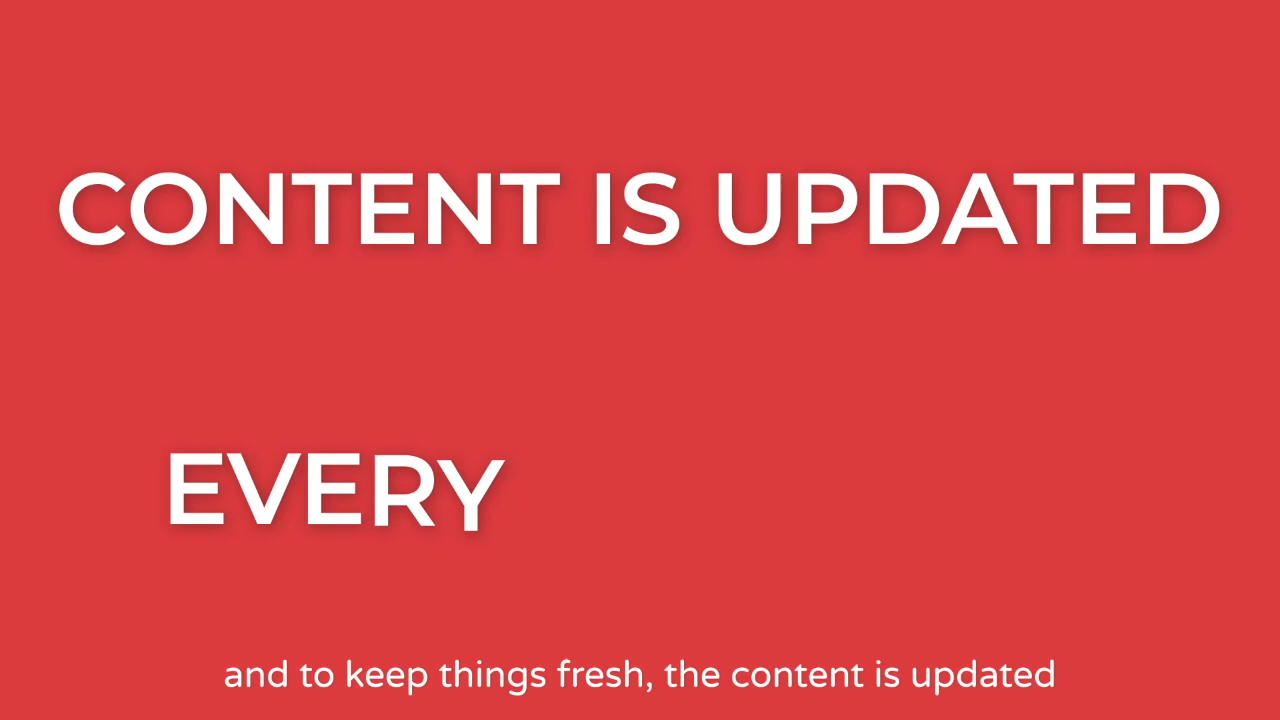 CONTENT IS UPDATED
EVERY
and to keep things fresh, the content is updated